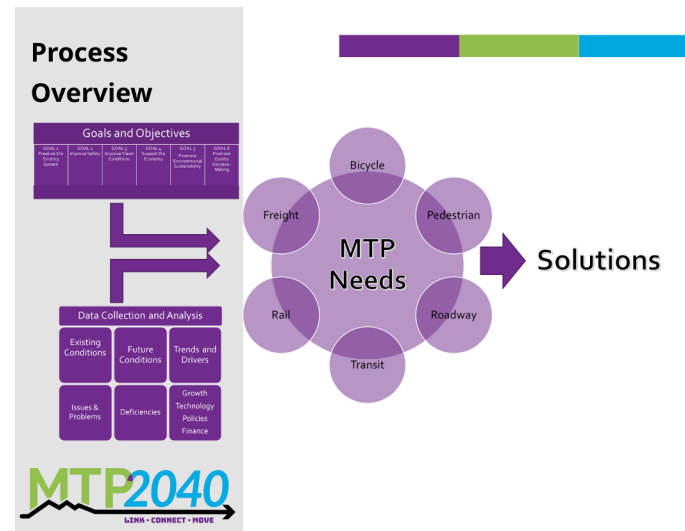 Process
Overview
Goals and Objectives
GOAL 1
Preserve the
Existing
System
GOAL 2
Improve Safety
GOAL 3
Improve Travel
Conditions
GOAL 4
Support the
Economy
GOAL 5
Promote
Environmental
Sustainability
GOAL 6
Promote
Quality
Decision-
Making
Data Collection and Analysis
Existing
Conditions
Future
Conditions
Trends and
Drivers
Issues &
Problems
Deficiencies
Growth
Technology
Policies
Finance
Bicycle
Freight
Pedestrian
MTP
Needs
Rail
Roadway
Transit
Solutions
MTP2040
LINK - CONNECT - MOVE